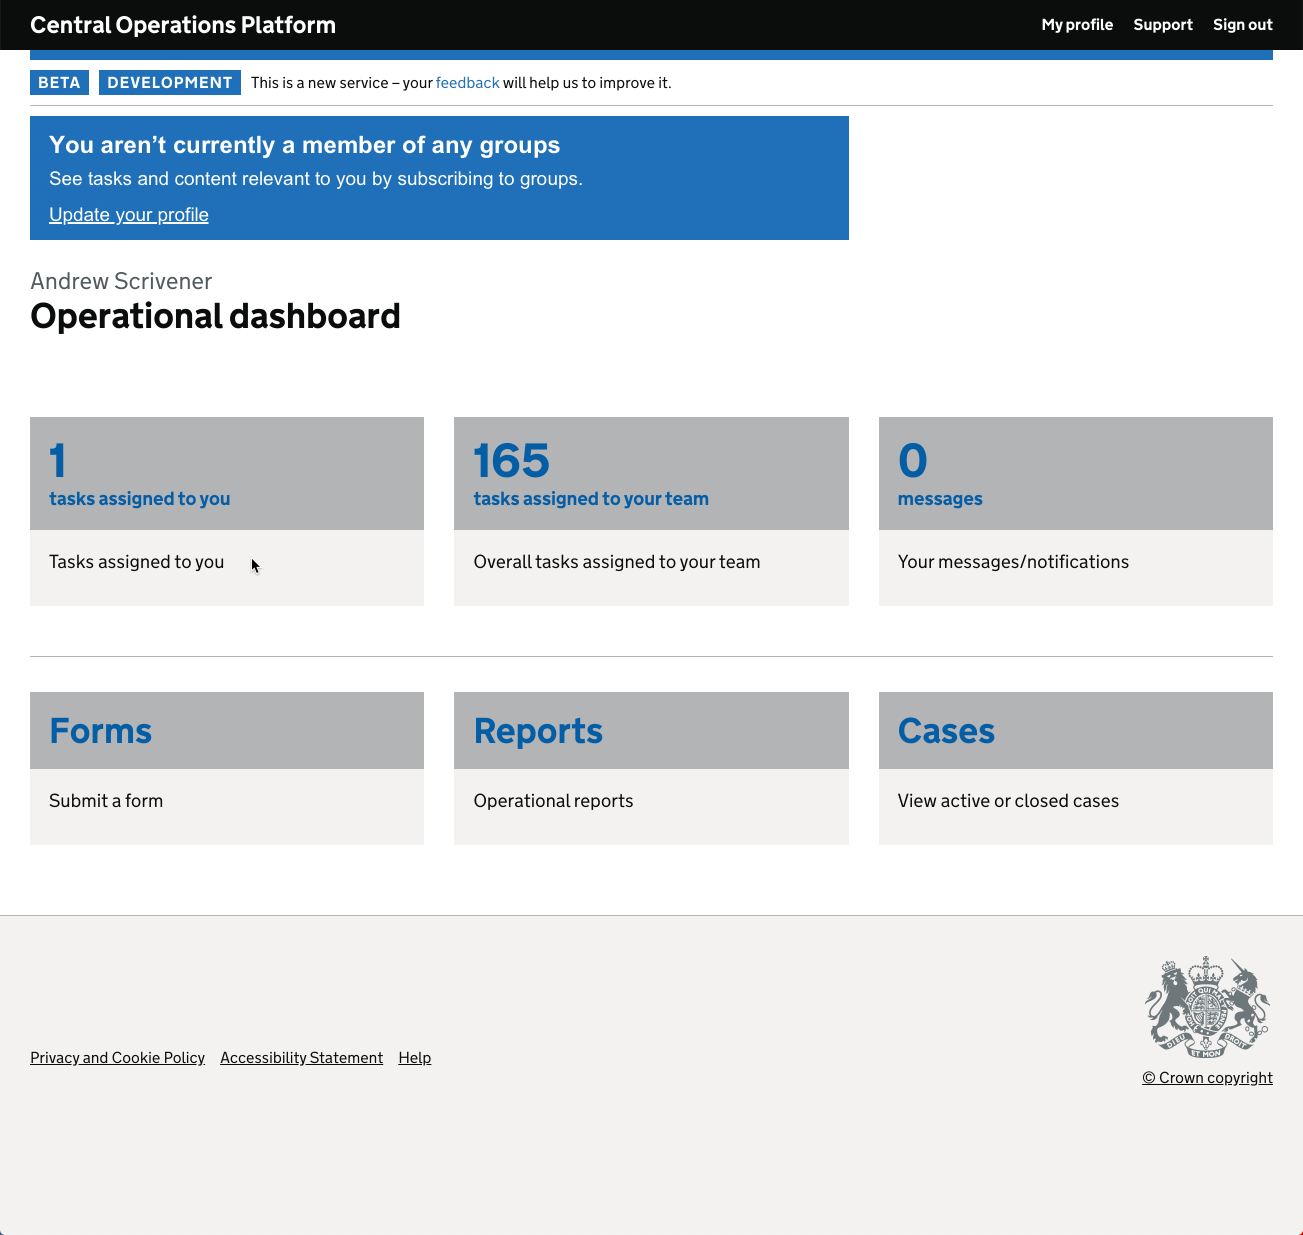 Central Operations Platform
My profile Support Sign out
BETA DEVELOPMENT This is a new service – your feedback will help us to improve it.
You aren’t currently a member of any groups
See tasks and content relevant to you by subscribing to groups.
Update your profile
Andrew Scrivener
Operational dashboard
1
tasks assigned to you
Tasks assigned to you
165
tasks assigned to your team
Overall tasks assigned to your team
0
messages
Your messages/notifications
Forms
Submit a form
Reports
Operational reports
Cases
View active or closed cases
Privacy and Cookie Policy Accessibility Statement Help
DIEU ET MON DROIT
© Crown copyright